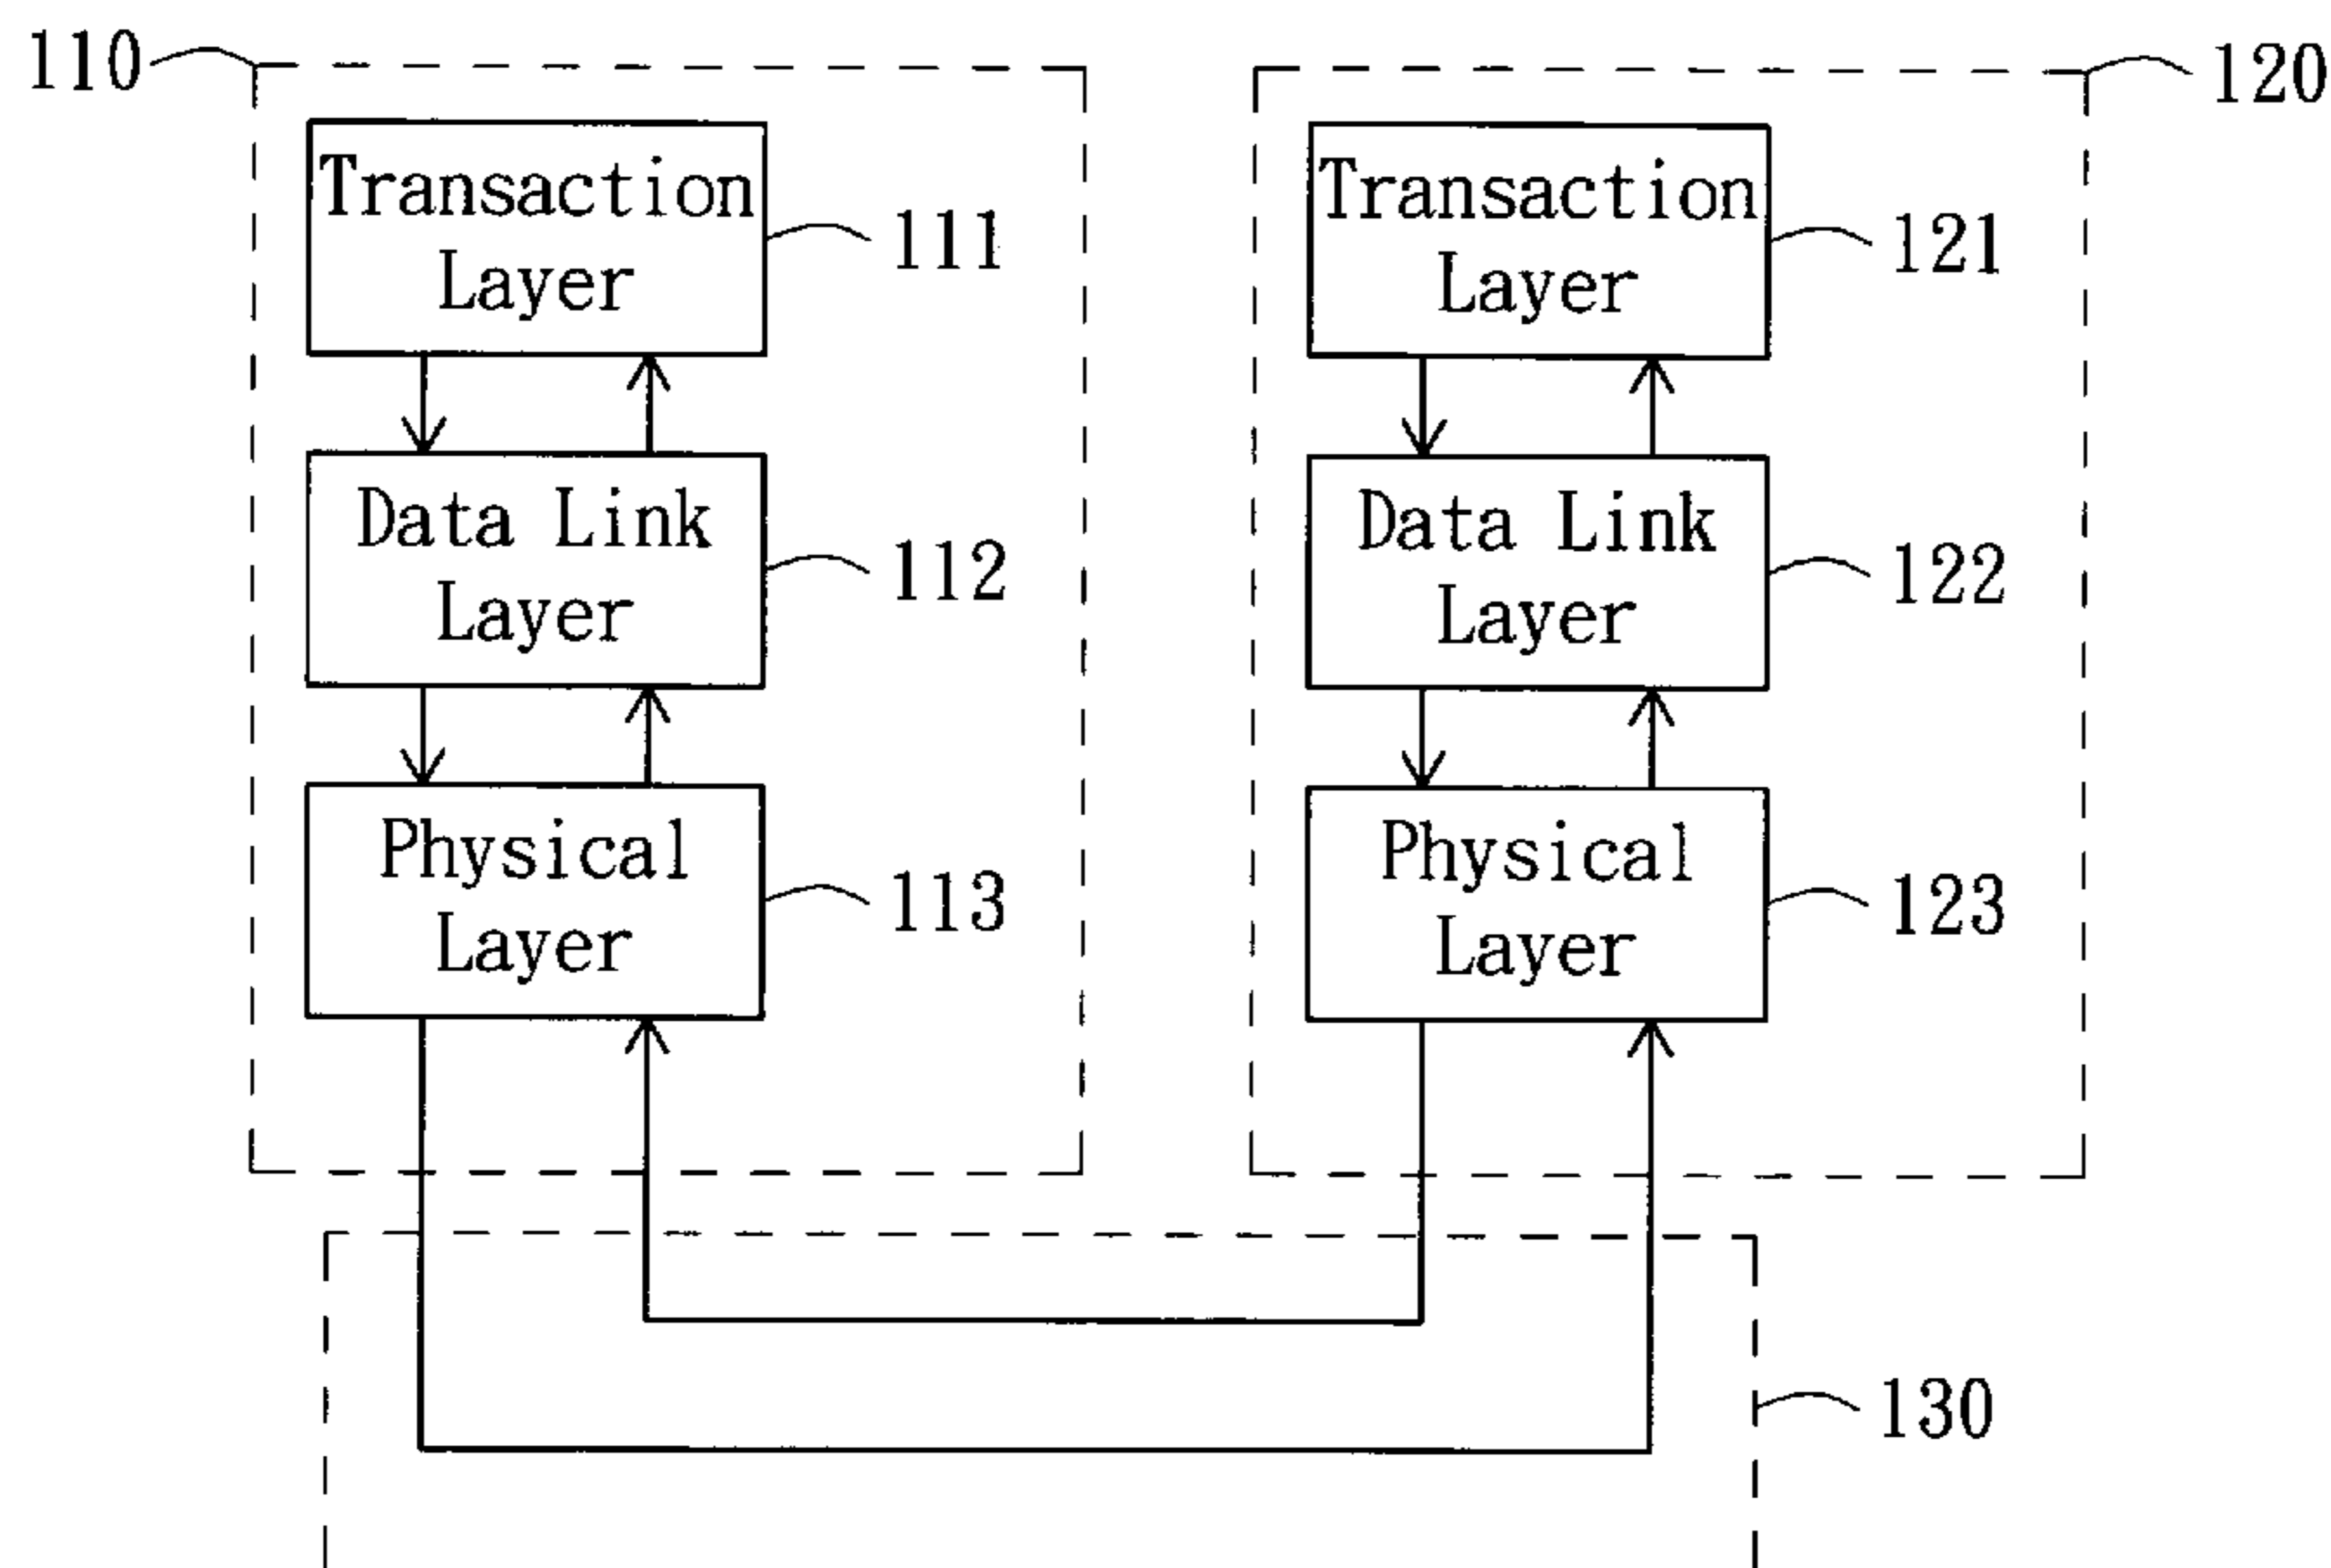 110
120
Transaction
Layer
111
Transaction
Layer
121
Data Link
Layer
112
Data Link
Layer
122
Physical
Layer
113
Physical
Layer
123
130